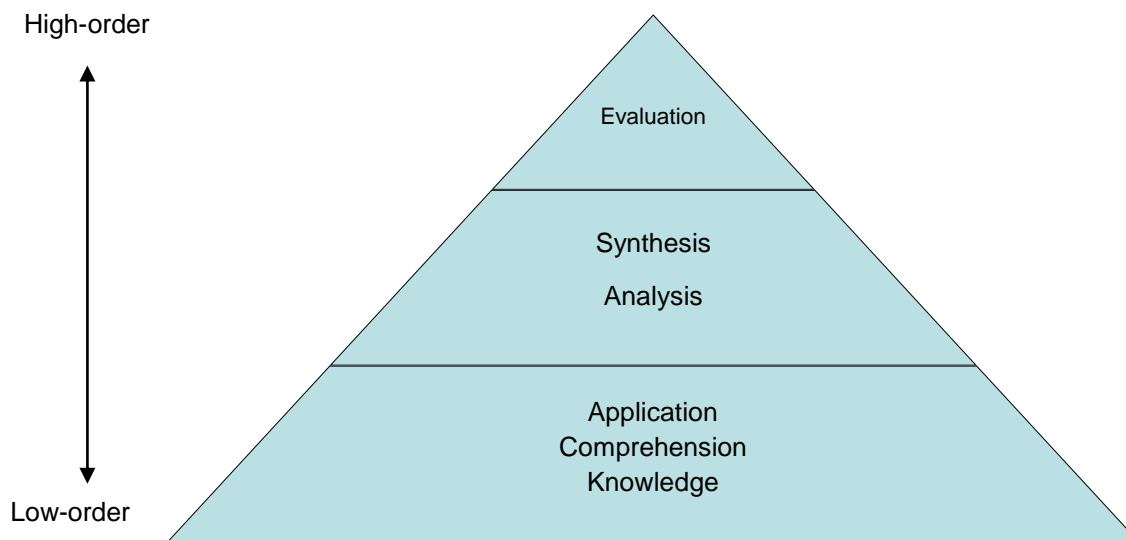 High-order
Evaluation
Synthesis
Analysis
Application
Comprehension
Knowledge
Low-order